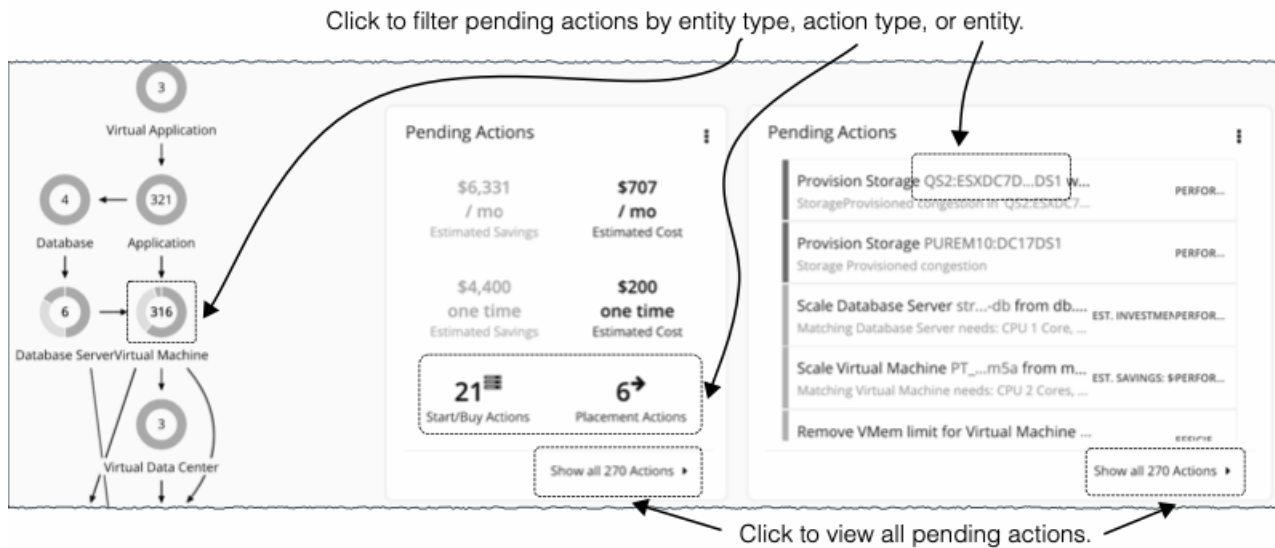 Click to filter pending actions by entity type, action type, or entity.
3
Virtual Application
4
321
Database
Application
6
316
Database Server
Virtual Machine
3
Virtual Data Center
Pending Actions
$6,331
/ mo
Estimated Savings
$707
/ mo
Estimated Cost
$4,400
one time
Estimated Savings
$200
one time
Estimated Cost
21
Start/Buy Actions
6
Placement Actions
Show all 270 Actions
Pending Actions
Provision Storage QS2:ESXDC7D...DS1 w...
StorageProvisioned congestion in 'QS2:ESXDC7...
PERFOR...
Provision Storage PUREM10:DC17DS1
Storage Provisioned congestion
PERFOR...
Scale Database Server str...-db from db....
Matching Database Server needs: CPU 1 Core, ...
EST. INVESTMEN
PERFOR...
Scale Virtual Machine PT_...m5a from m...
Matching Virtual Machine needs: CPU 2 Cores, ...
EST. SAVINGS: $
PERFOR...
Remove VMem limit for Virtual Machine ...
Show all 270 Actions
Click to view all pending actions.